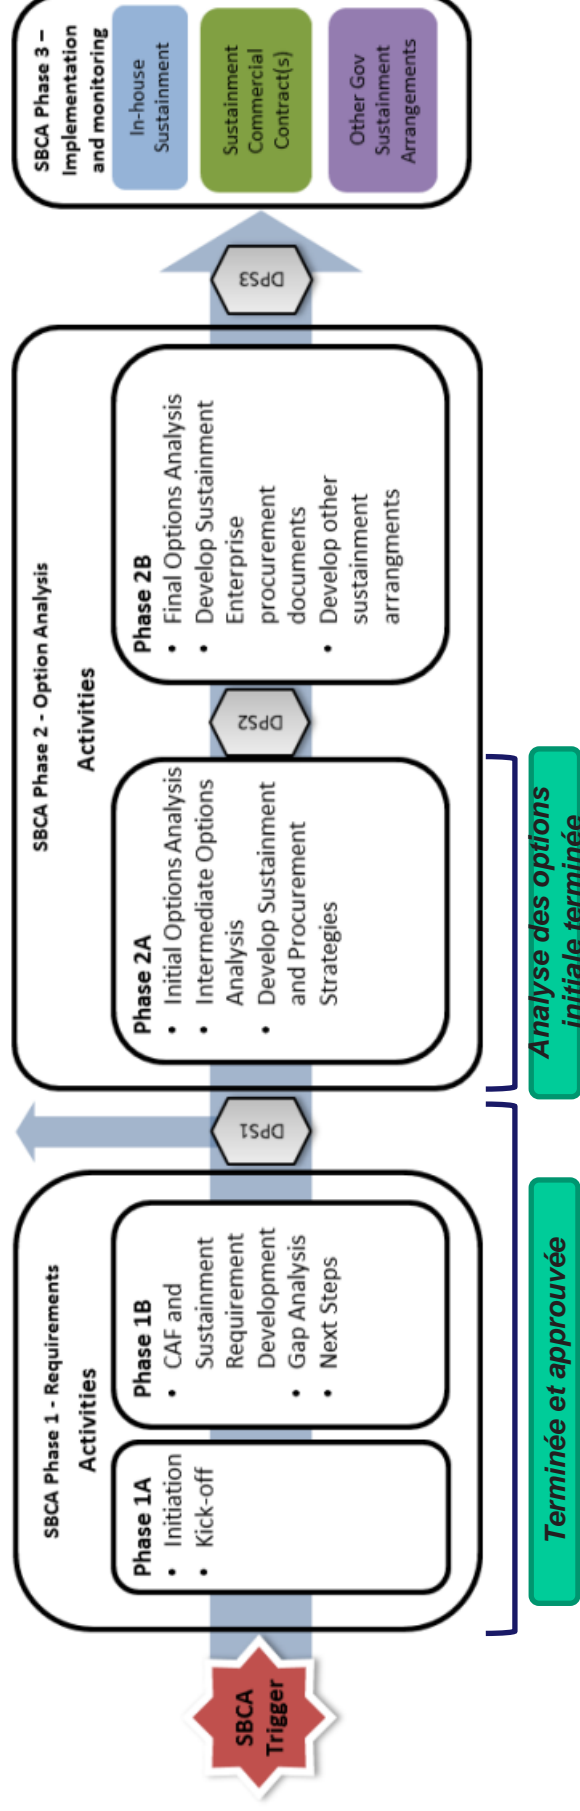 SBCA
Trigger
SBCA Phase 1 - Requirements
Activities
Phase 1A
• Initiation
• Kick-off
Phase 1B
• CAF and
Sustainment
Requirement
Development
• Gap Analysis
• Next Steps
DPS1
SBCA Phase 2 - Option Analysis
Activities
Phase 2A
• Initial Options Analysis
• Intermediate Options
Analysis
• Develop Sustainment
and Procurement
Strategies
DPS2
Phase 2B
• Final Options Analysis
• Develop Sustainment
Enterprise
procurement
documents
• Develop other
sustainment
arrangments
DPS3
SBCA Phase 3 –
Implementation
and monitoring
In-house
Sustainment
Sustainment
Commercial
Contract(s)
Other Gov
Sustainment
Arrangements
Terminée et approuvée
Analyse des options
initiale terminée